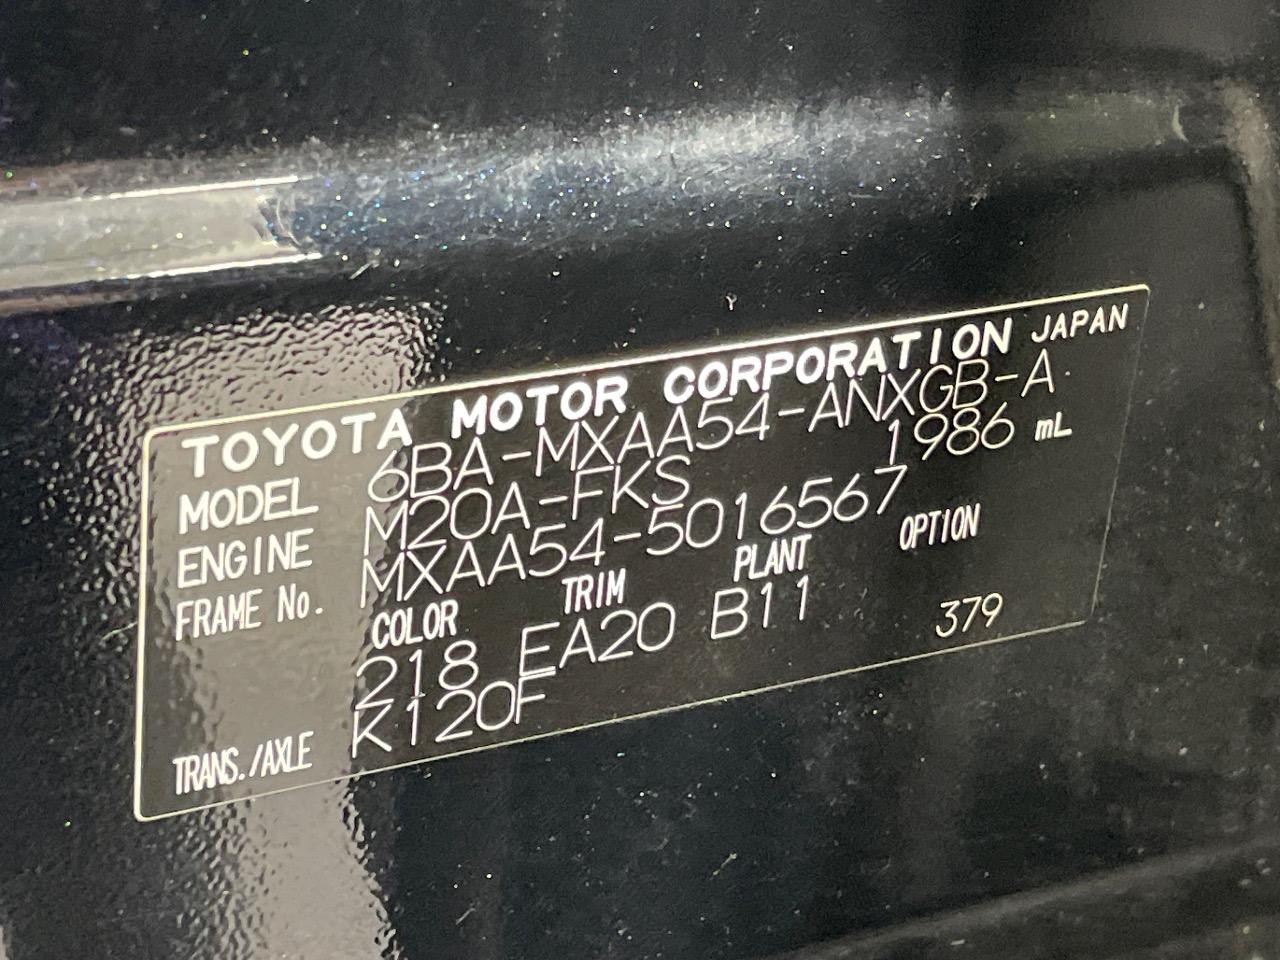 TOYOTA MOTOR CORPORATION JAPAN
MODEL 6BA-MXAA54-ANXGB-A
ENGINE M20A-FKS 1986 mL
FRAME No. MXAA54-5016567
COLOR TRIM PLANT OPTION
218 EA20 B11 379
TRANS./AXLE K120F